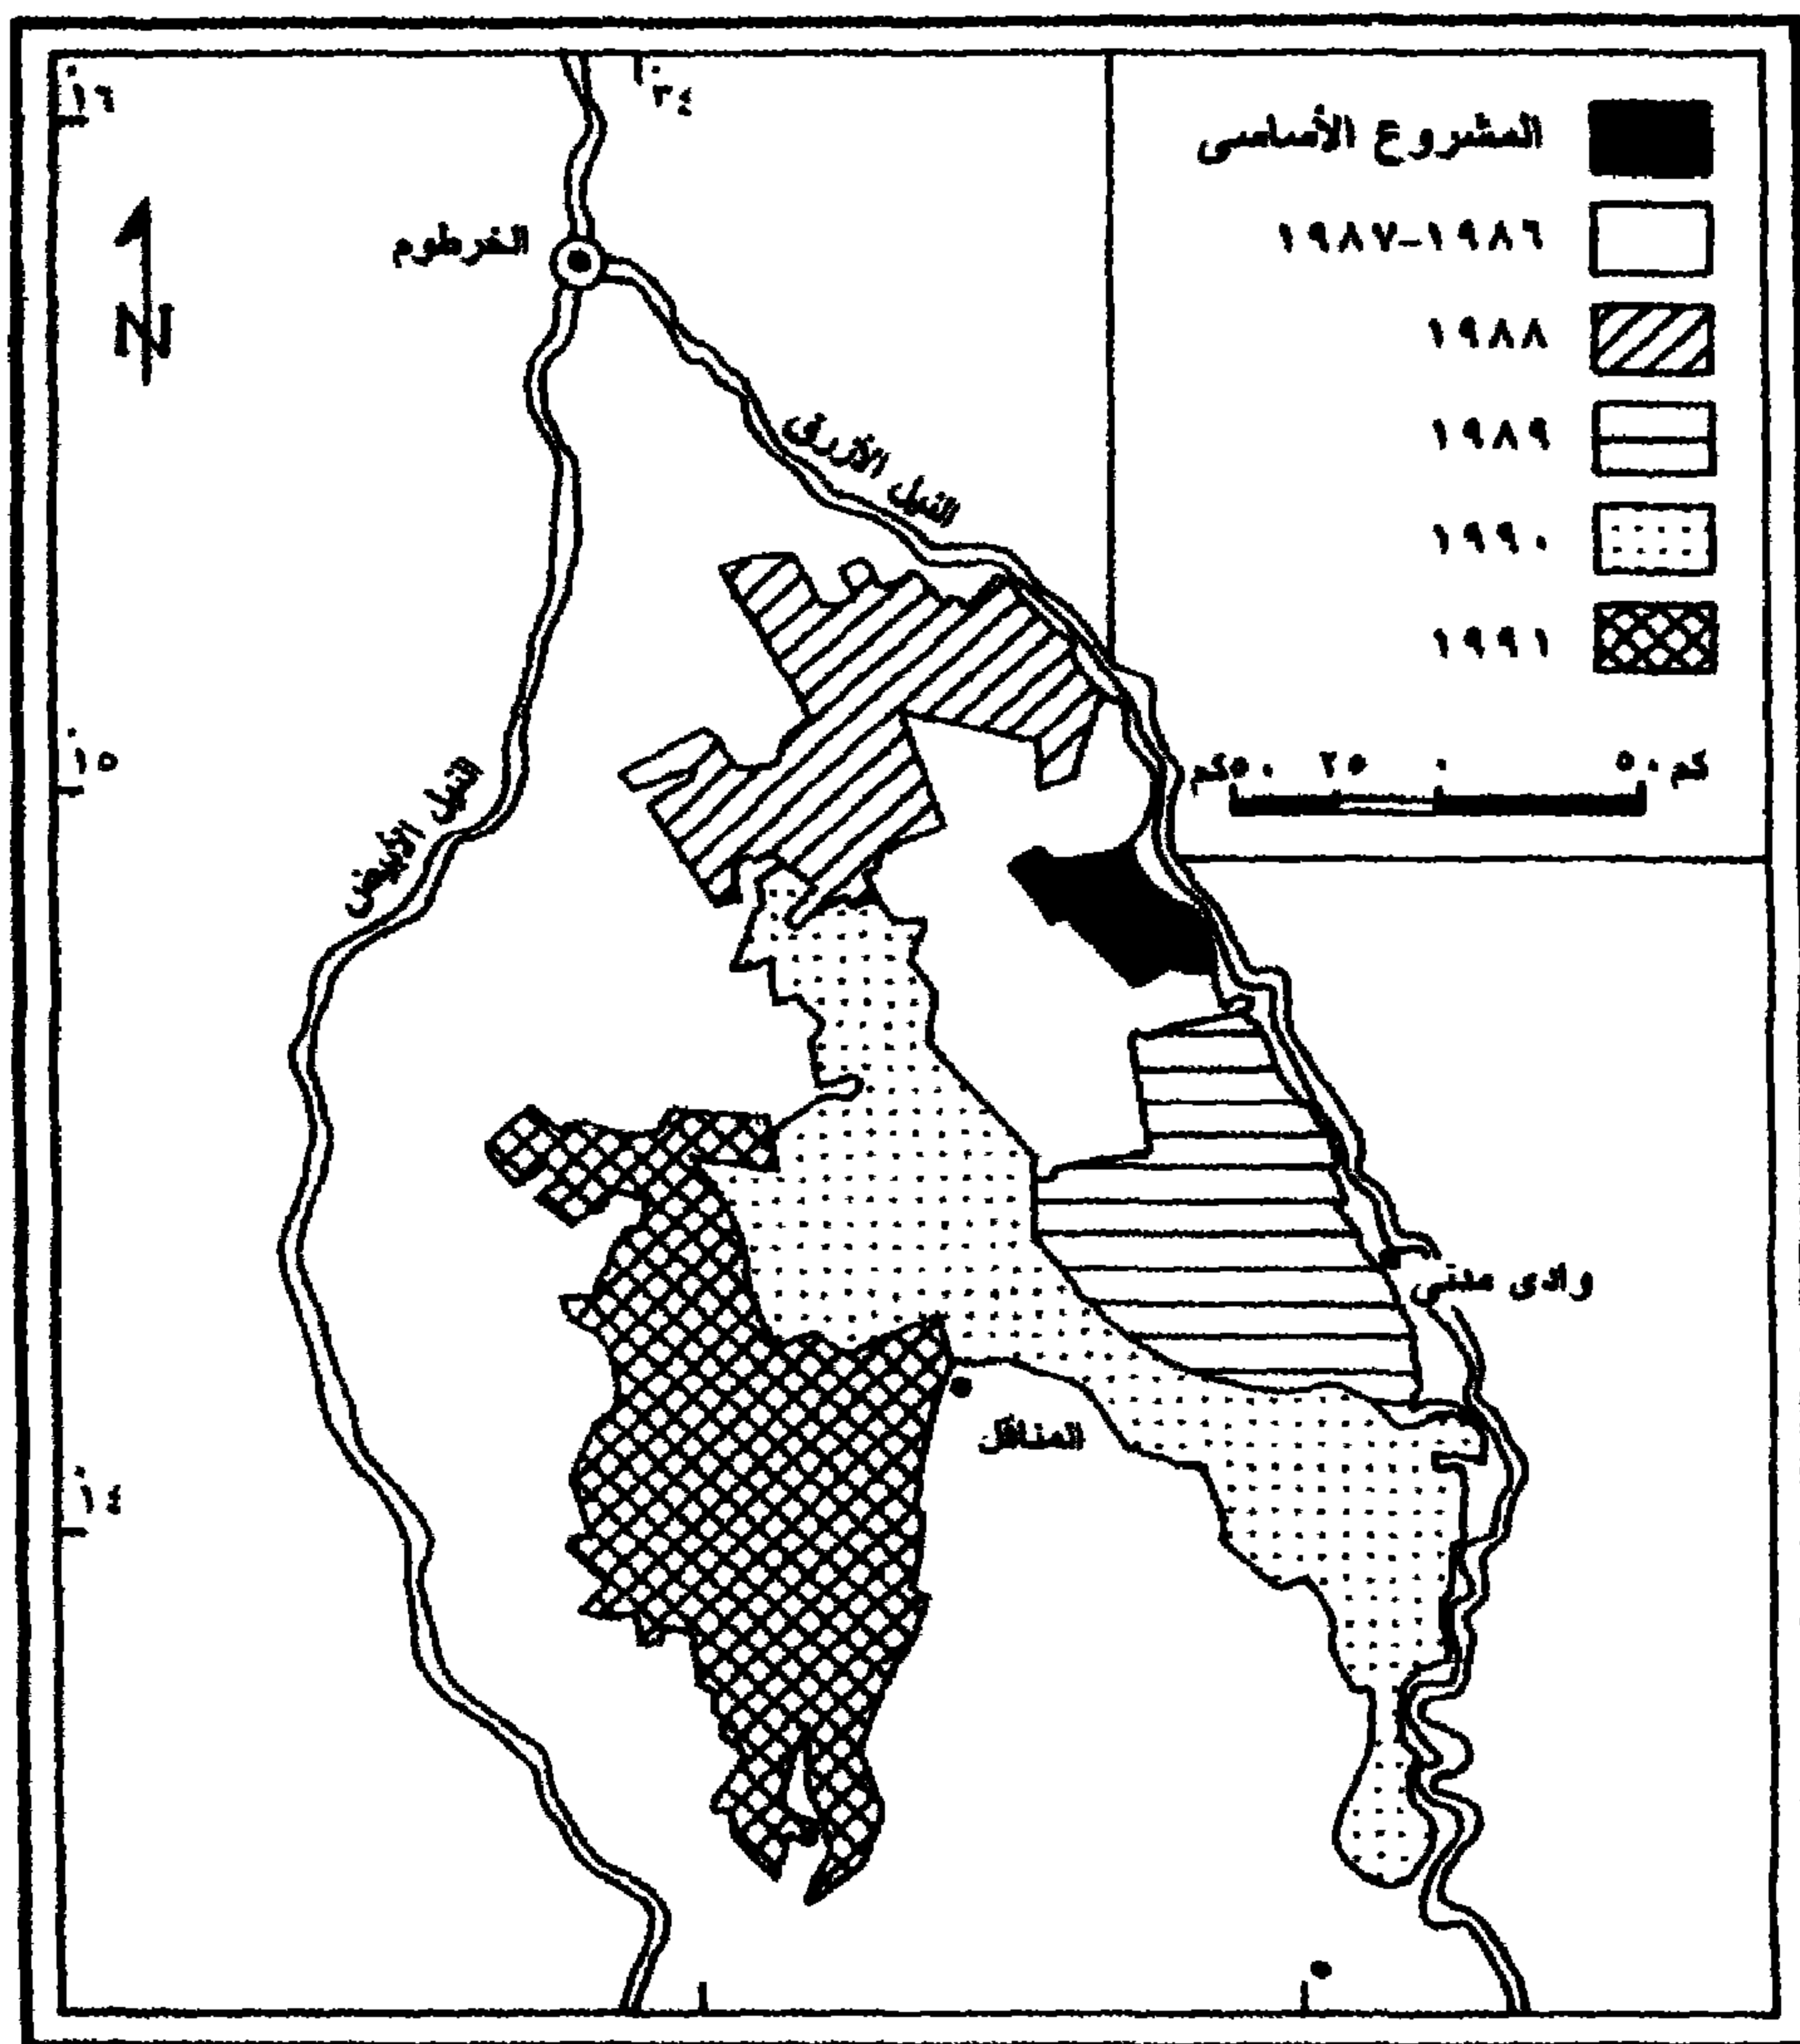 ١٦°
٣٤°
المشروع الأساسى
١٩٨٦-١٩٨٧
١٩٨٨
١٩٨٩
١٩٩٠
١٩٩١
كم ٥٠ ٠ ٢٥ ٥٠كم
الخرطوم
N
النيل الأزرق
١٥°
النيل الأبيض
وادى مدنى
المناقل
١٤°